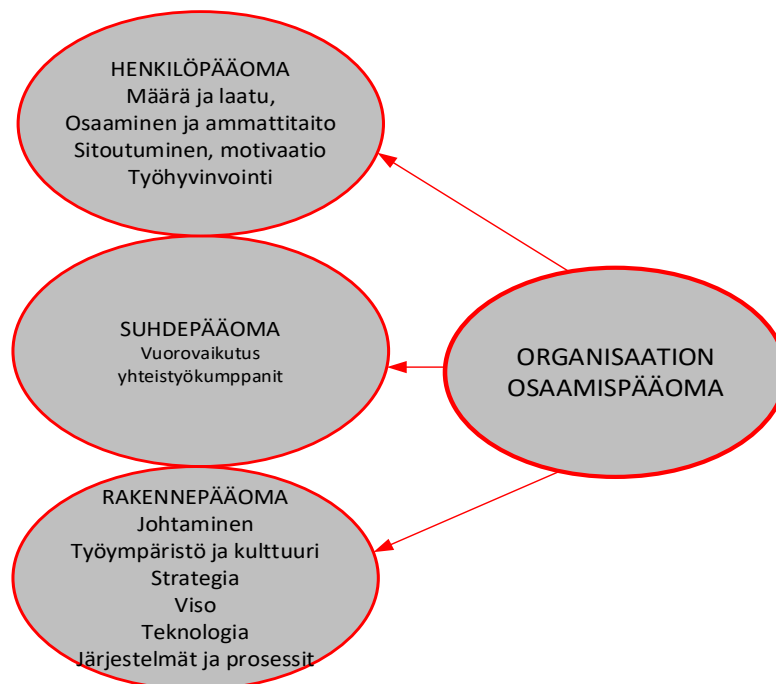 HENKILÖPÄÄOMA
Määrä ja laatu,
Osaaminen ja ammattitaito
Sitoutuminen, motivaatio
Työhyvinvointi
SUHDEPÄÄOMA
Vuorovaikutus
yhteistyökumppanit
RAKENNEPÄÄOMA
Johtaminen
Työympäristö ja kulttuuri
Strategia
Viso
Teknologia
Järjestelmät ja prosessit
ORGANISAATION
OSAAMISPÄÄOMA